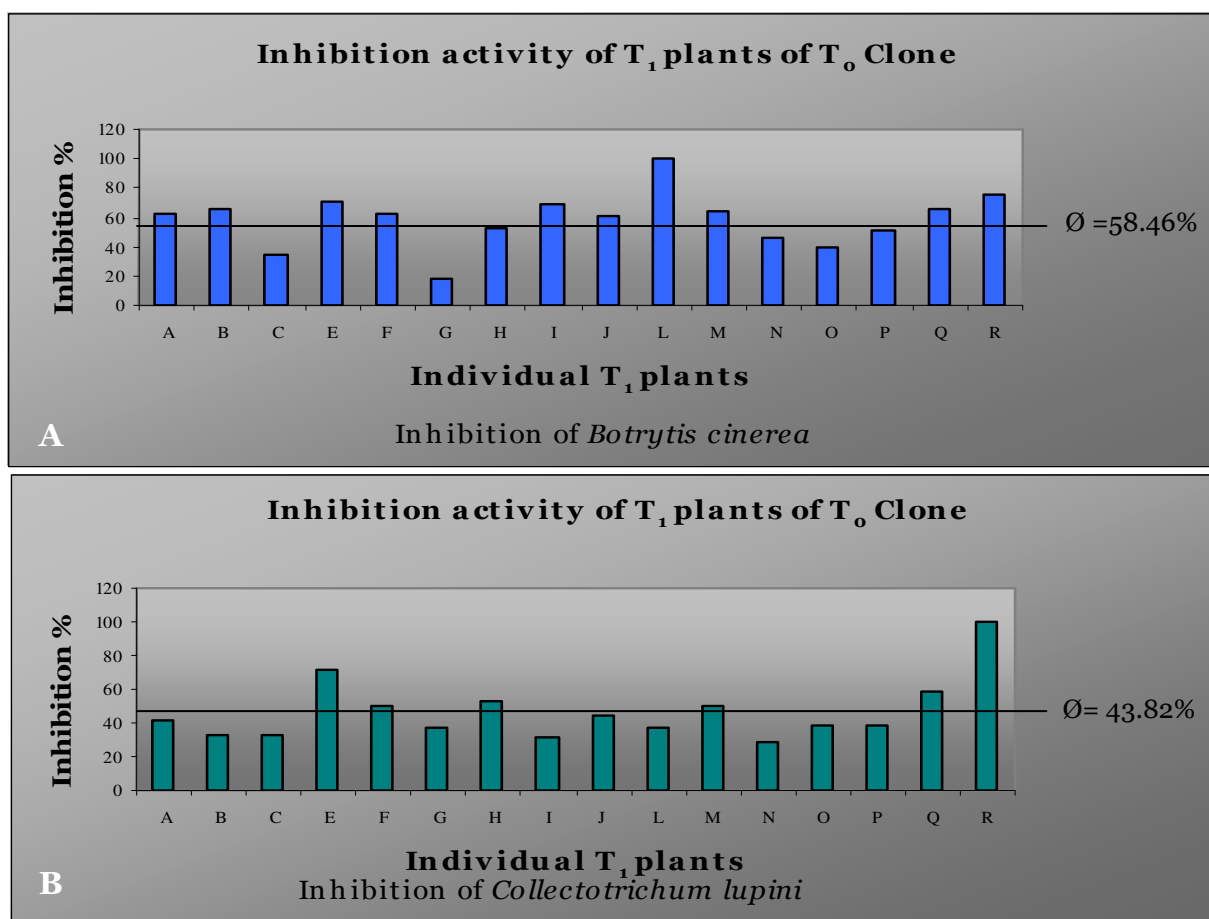 Inhibition activity of T₁ plants of T₀ Clone
Inhibition %
120
100
80
60
40
20
0
Ø =58.46%
A B C E F G H I J L M N O P Q R
Individual T₁ plants
A
Inhibition of Botrytis cinerea
Inhibition activity of T₁ plants of T₀ Clone
Inhibition %
120
100
80
60
40
20
0
Ø= 43.82%
A B C E F G H I J L M N O P Q R
Individual T₁ plants
B
Inhibition of Collectotrichum lupini